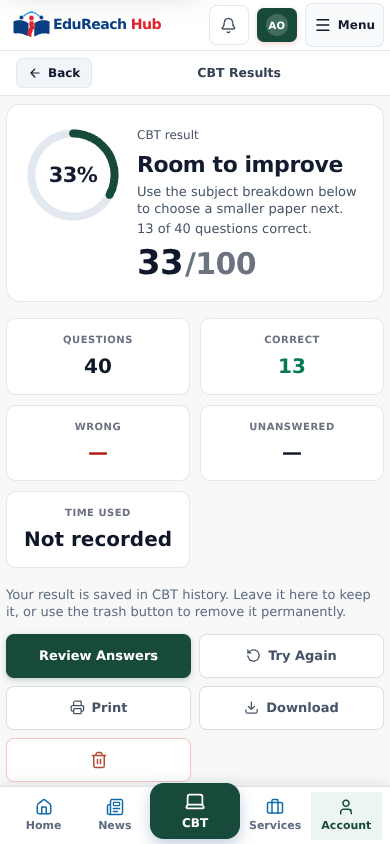 EduReach Hub
AO
Menu
Back
CBT Results
33%
CBT result
Room to improve
Use the subject breakdown below
to choose a smaller paper next.
13 of 40 questions correct.
33/100
QUESTIONS
40
CORRECT
13
WRONG
—
UNANSWERED
—
TIME USED
Not recorded
Your result is saved in CBT history. Leave it here to keep
it, or use the trash button to remove it permanently.
Review Answers
Try Again
Print
Download
Home
News
CBT
Services
Account